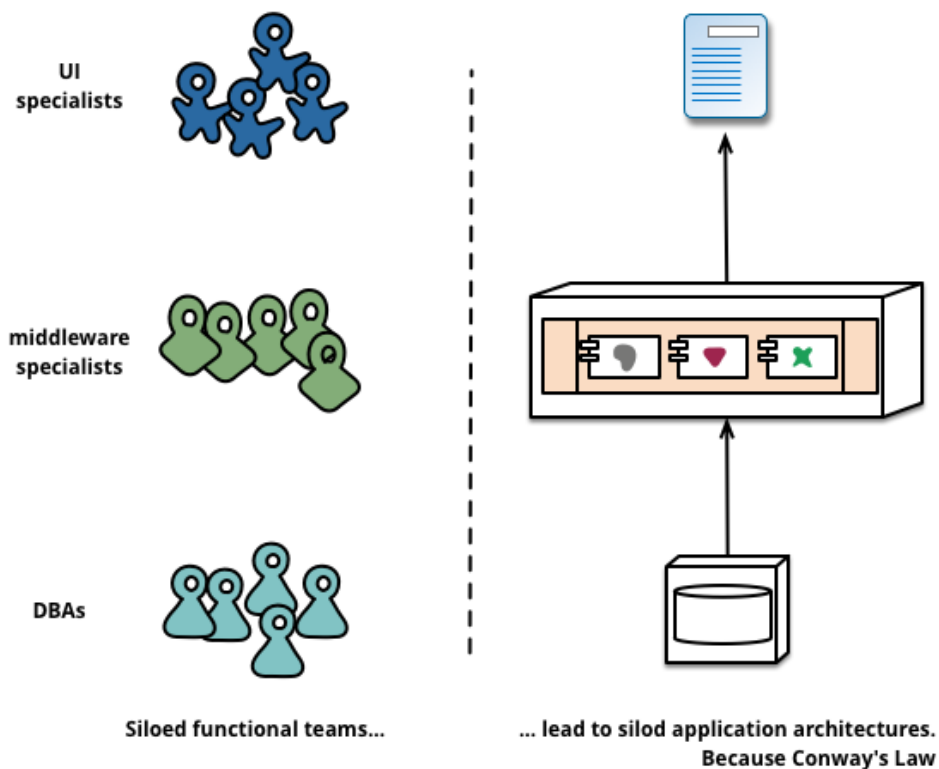 UI
specialists
middleware
specialists
DBAs
Siloed functional teams...
... lead to silod application architectures.
Because Conway's Law